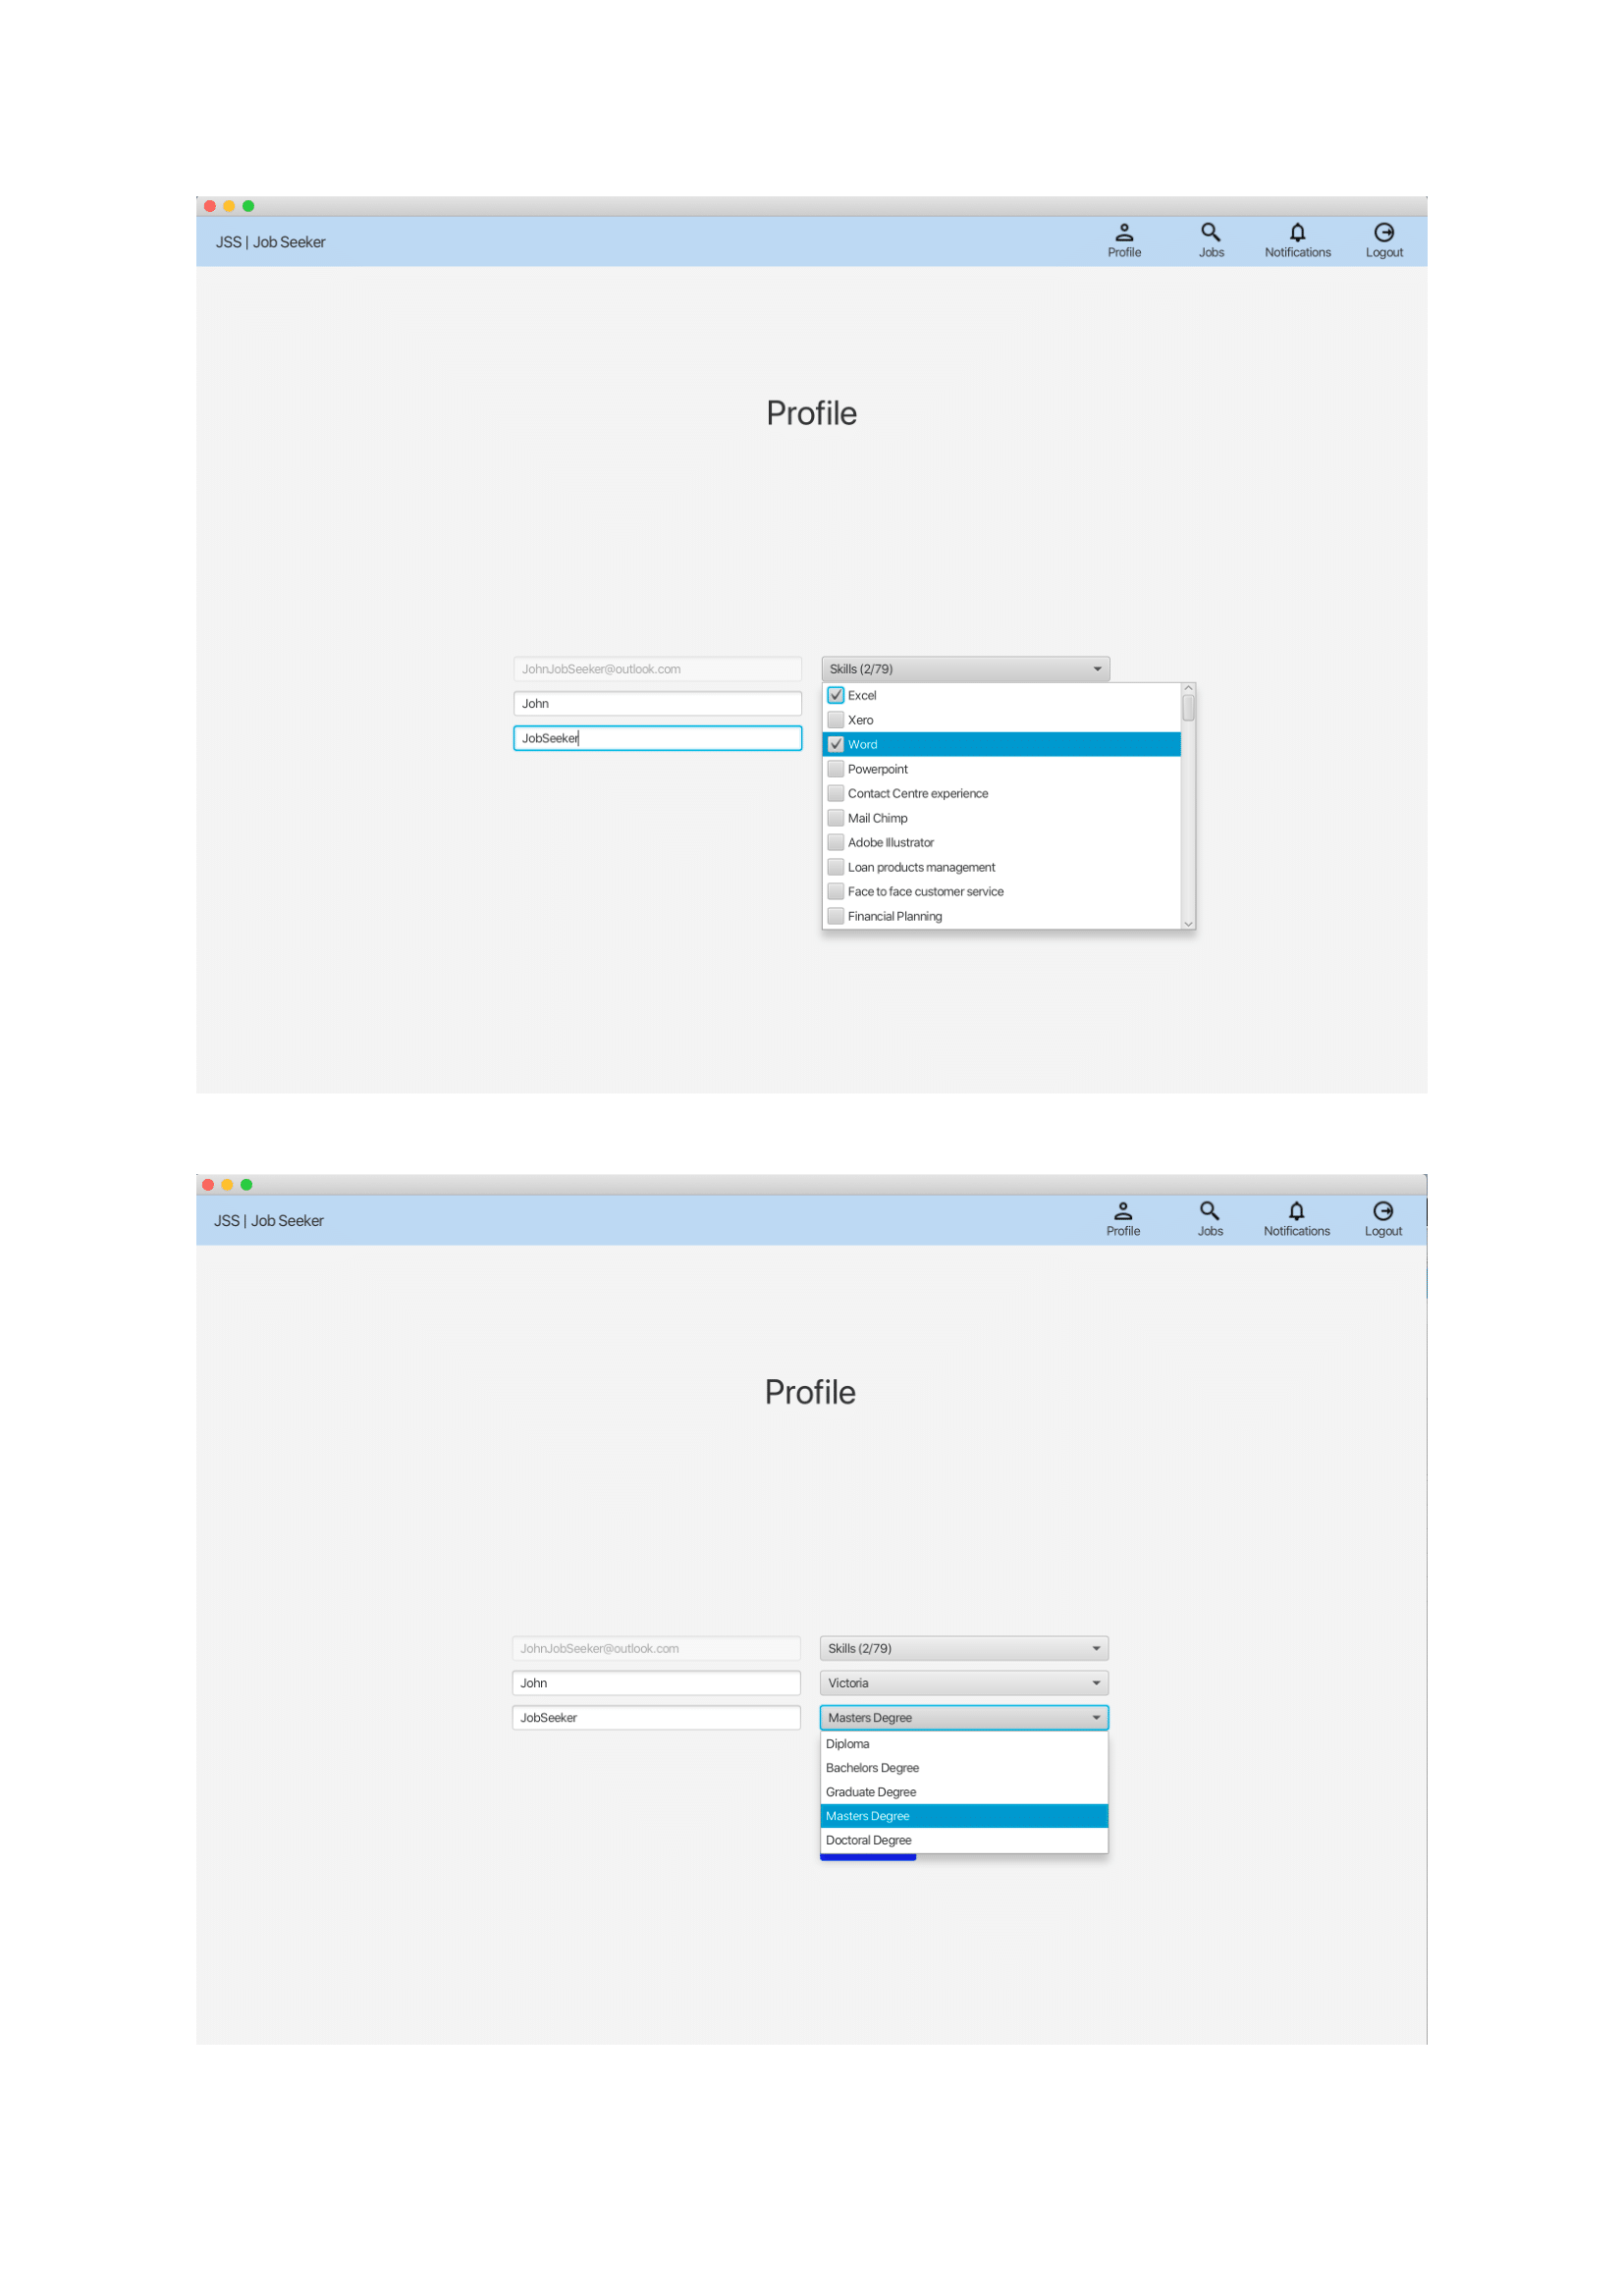 JSS | Job Seeker
Profile
Jobs
Notifications
Logout
Profile
JohnJobSeeker@outlook.com
Skills (2/79)
John
JobSeeker
Excel
Xero
Word
Powerpoint
Contact Centre experience
Mail Chimp
Adobe Illustrator
Loan products management
Face to face customer service
Financial Planning
JSS | Job Seeker
Profile
Jobs
Notifications
Logout
Profile
JohnJobSeeker@outlook.com
Skills (2/79)
John
Victoria
JobSeeker
Masters Degree
Diploma
Bachelors Degree
Graduate Degree
Masters Degree
Doctoral Degree